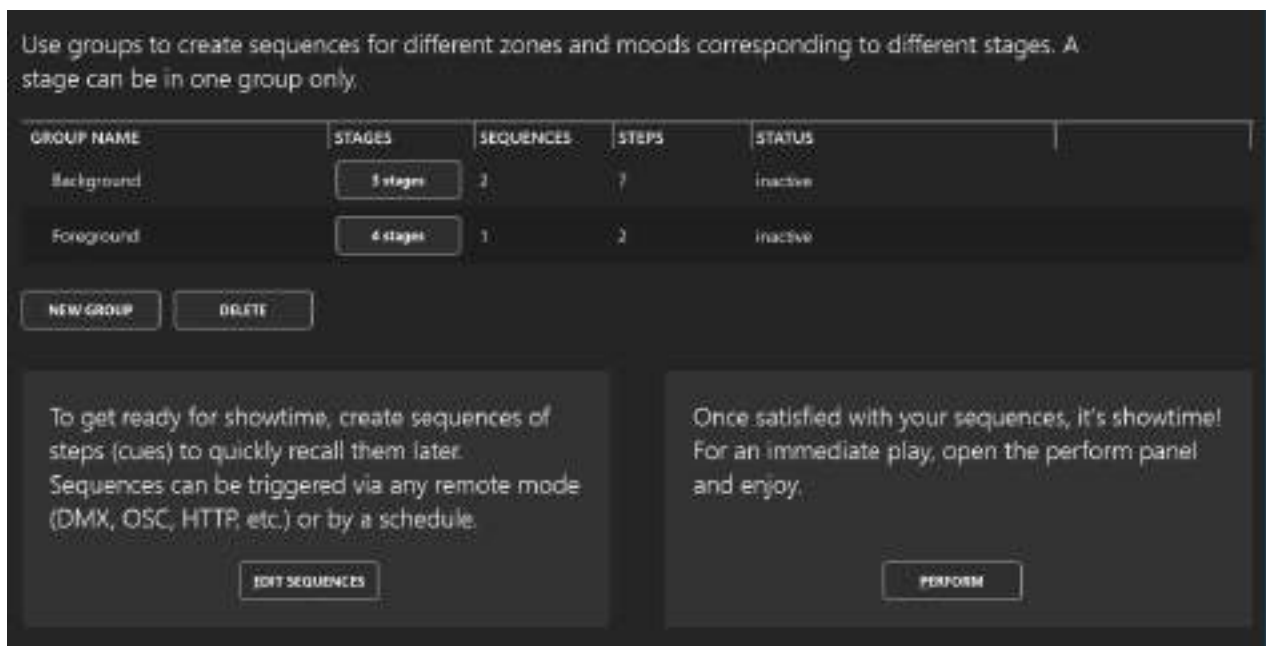 Use groups to create sequences for different zones and moods corresponding to different stages. A
stage can be in one group only.
GROUP NAME STAGES SEQUENCES STEPS STATUS
Background 3 stages 2 7 inactive
Foreground 4 stages 1 2 inactive
NEW GROUP DELETE
To get ready for showtime, create sequences of
steps (cues) to quickly recall them later.
Sequences can be triggered via any remote mode
(DMX, OSC, HTTP, etc.) or by a schedule.
EDIT SEQUENCES
Once satisfied with your sequences, it's showtime!
For an immediate play, open the perform panel
and enjoy.
PERFORM